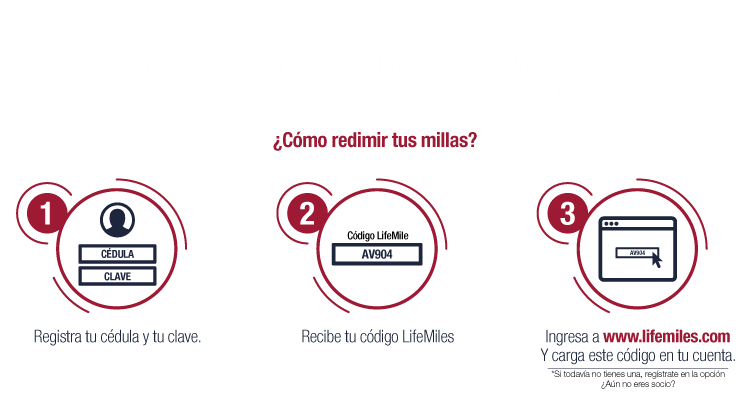 ¿Cómo redimir tus millas?
1
CÉDULA
CLAVE
Registra tu cédula y tu clave.
2
Código LifeMile
AV904
Recibe tu código LifeMiles
3
AV904
Ingresa a www.lifemiles.com
Y carga este código en tu cuenta.
*Si todavía no tienes una, regístrate en la opción
¿Aún no eres socio?